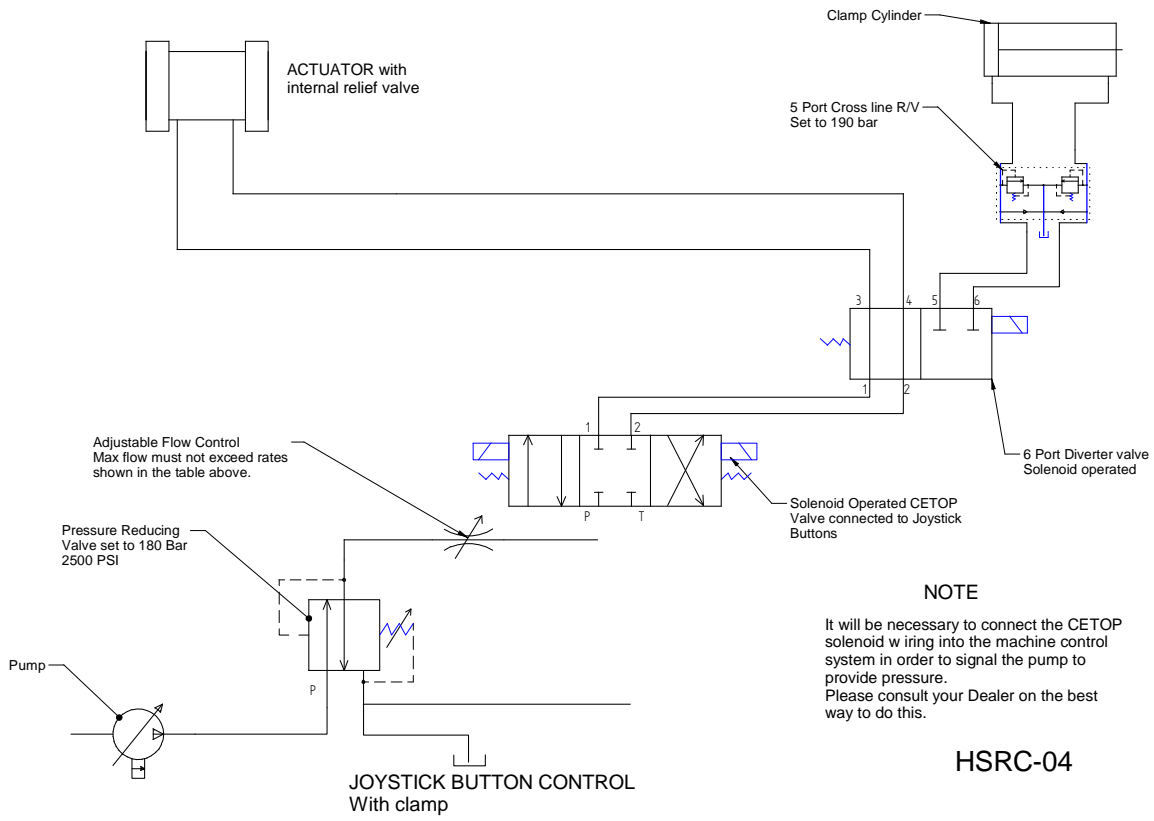 Clamp Cylinder
ACTUATOR with
internal relief valve
5 Port Cross line R/V
Set to 190 bar
3
4
5
6
1
2
1
2
Adjustable Flow Control
Max flow must not exceed rates
shown in the table above.
6 Port Diverter valve
Solenoid operated
P
T
Solenoid Operated CETOP
Valve connected to Joystick
Buttons
Pressure Reducing
Valve set to 180 Bar
2500 PSI
NOTE
It will be necessary to connect the CETOP
solenoid w iring into the machine control
system in order to signal the pump to
provide pressure.
Please consult your Dealer on the best
way to do this.
Pump
P
HSRC-04
JOYSTICK BUTTON CONTROL
With clamp